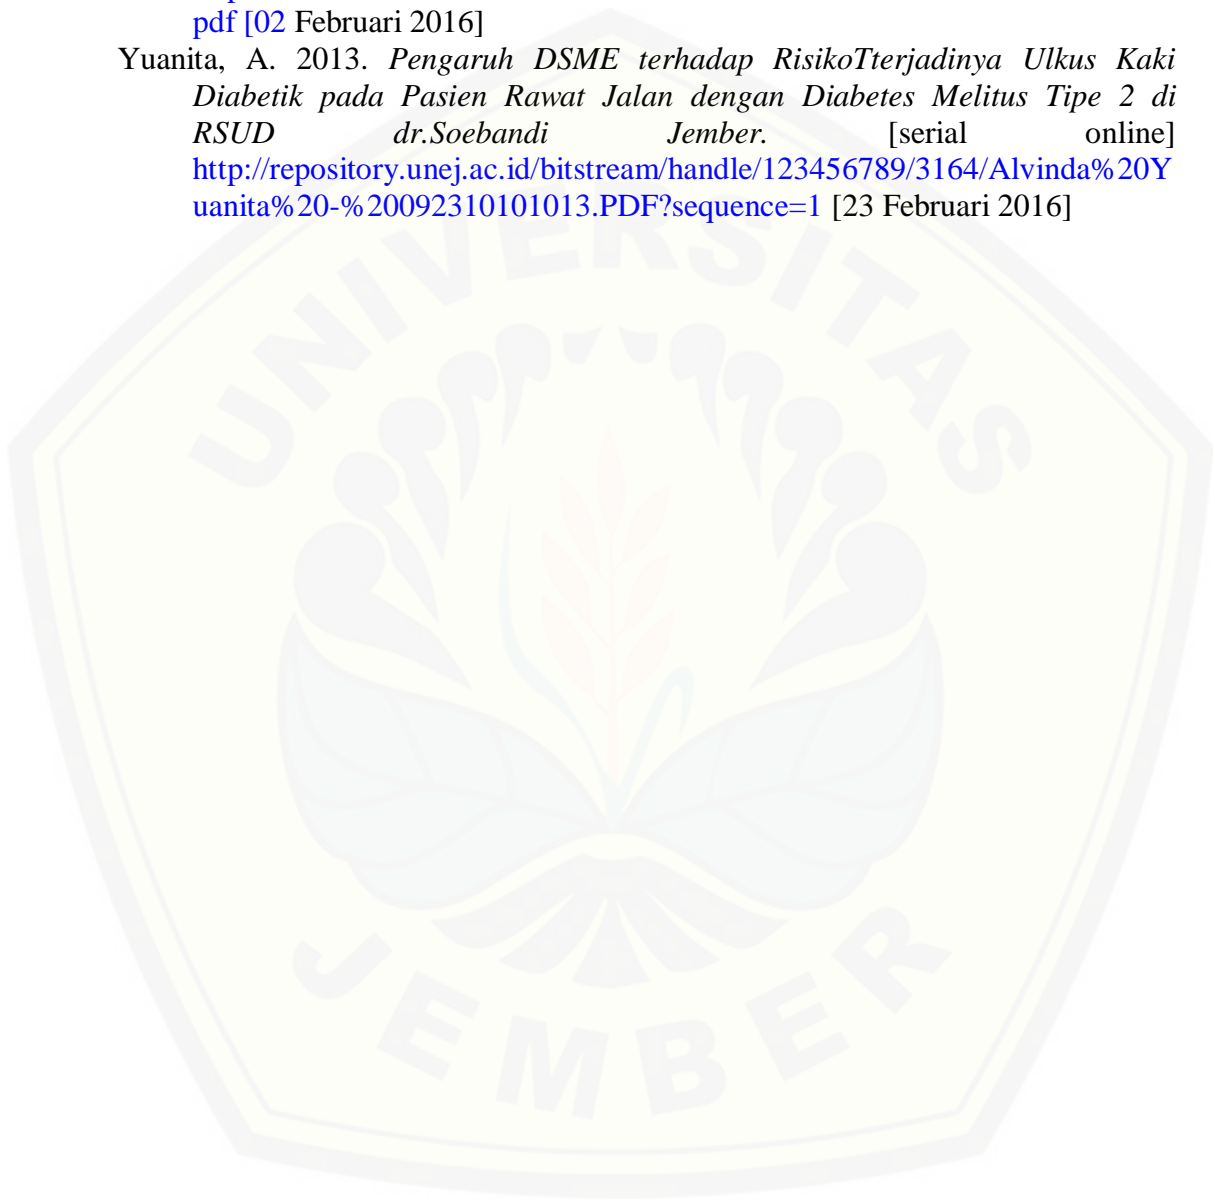 pdf [02 Februari 2016]
Yuanita, A. 2013. Pengaruh DSME terhadap RisikoTterjadinya Ulkus Kaki
Diabetik pada Pasien Rawat Jalan dengan Diabetes Melitus Tipe 2 di
RSUD dr.Soebandi Jember. [serial online]
http://repository.unej.ac.id/bitstream/handle/123456789/3164/Alvinda%20Y
uanita%20-%20092310101013.PDF?sequence=1 [23 Februari 2016]
UNIVERSITAS
JEMBER